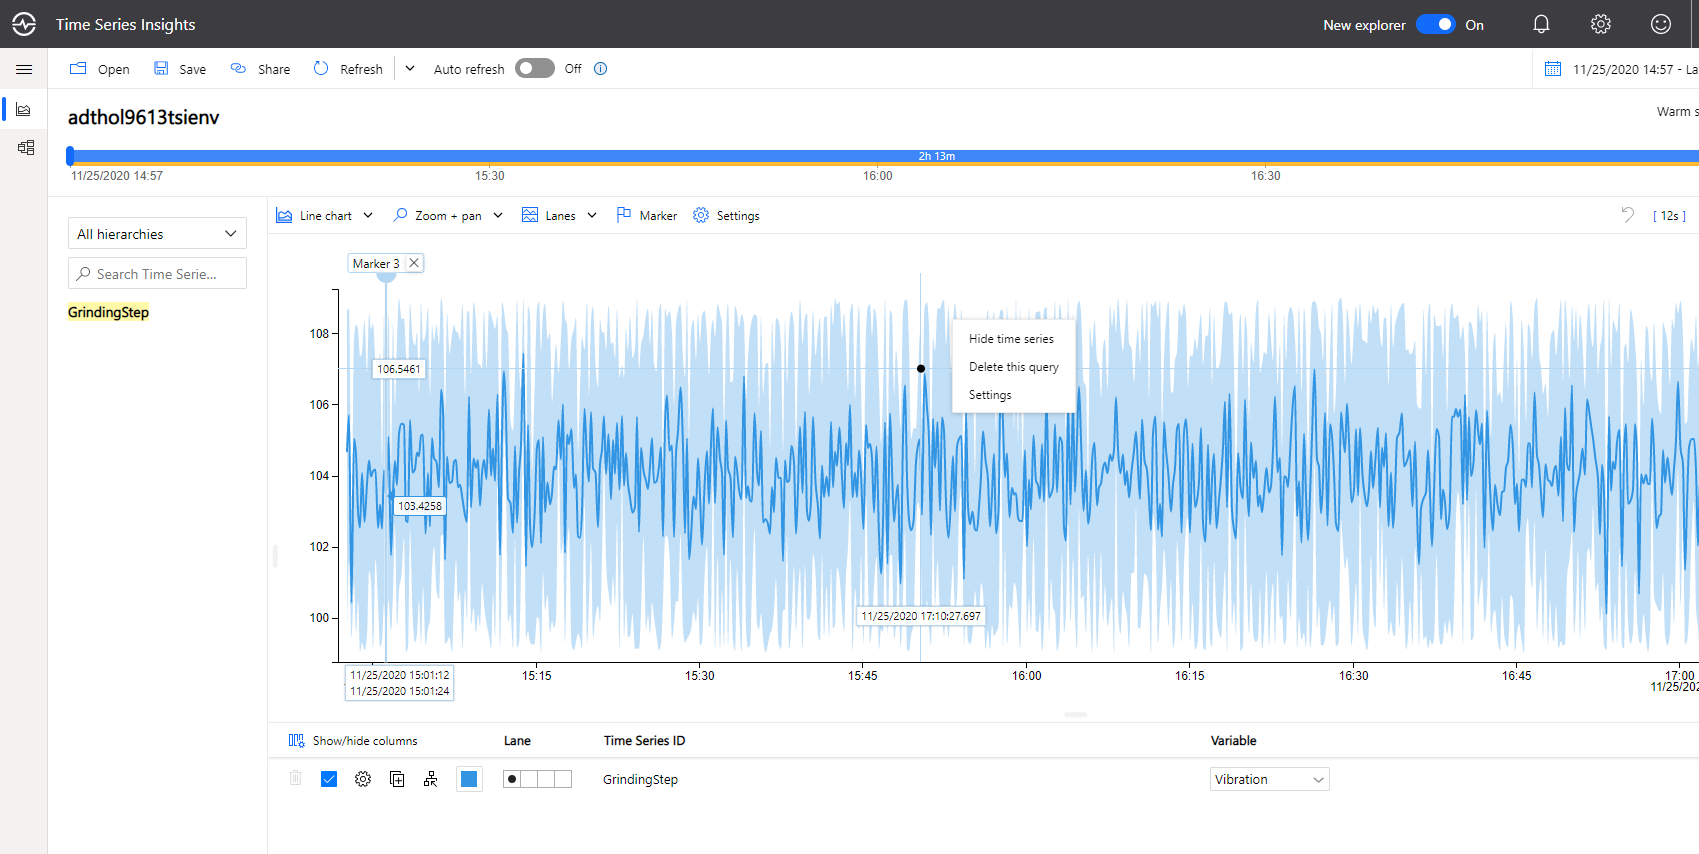 Time Series Insights
New explorer On
Open Save Share Refresh Auto refresh Off
11/25/2020 14:57 - La
adthol9613tsienv
Warm s
2h 13m
11/25/2020 14:57 15:30 16:00 16:30
All hierarchies
Search Time Serie...
GrindingStep
Line chart Zoom + pan Lanes Marker Settings
[ 12s ]
Marker 3
108
106
104
102
100
106.5461
103.4258
Hide time series
Delete this query
Settings
11/25/2020 17:10:27.697
11/25/2020 15:01:12
11/25/2020 15:01:24
15:15 15:30 15:45 16:00 16:15 16:30 16:45 17:00
11/25/202
Show/hide columns Lane Time Series ID Variable
GrindingStep Vibration